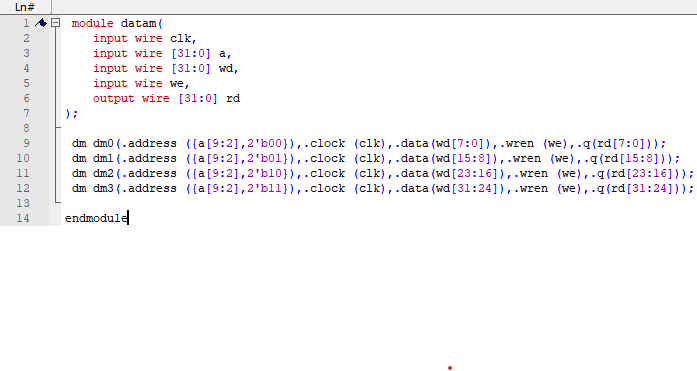 Ln#
1 module datam(
2 input wire clk,
3 input wire [31:0] a,
4 input wire [31:0] wd,
5 input wire we,
6 output wire [31:0] rd
7 );
8
9 dm dm0(.address ({a[9:2],2'b00}),.clock (clk),.data(wd[7:0]),.wren (we),.q(rd[7:0]));
10 dm dm1(.address ({a[9:2],2'b01}),.clock (clk),.data(wd[15:8]),.wren (we),.q(rd[15:8]));
11 dm dm2(.address ({a[9:2],2'b10}),.clock (clk),.data(wd[23:16]),.wren (we),.q(rd[23:16]));
12 dm dm3(.address ({a[9:2],2'b11}),.clock (clk),.data(wd[31:24]),.wren (we),.q(rd[31:24]));
13
14 endmodule